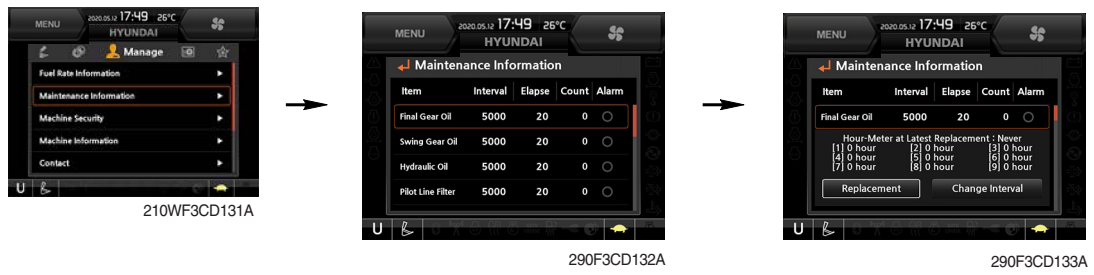 MENU
2020.05.12 17:49 26°C
HYUNDAI
Manage
Fuel Rate Information
Maintenance Information
Machine Security
Machine Information
Contact
U
210WF3CD131A
MENU
2020.05.12 17:49 26°C
HYUNDAI
Maintenance Information
Item Interval Elapse Count Alarm
Final Gear Oil 5000 20 0
Swing Gear Oil 5000 20 0
Hydraulic Oil 5000 20 0
Pilot Line Filter 5000 20 0
U
290F3CD132A
MENU
2020.05.12 17:49 26°C
HYUNDAI
Maintenance Information
Item Interval Elapse Count Alarm
Final Gear Oil 5000 20 0
Hour-Meter at Latest Replacement : Never
[1] 0 hour [2] 0 hour [3] 0 hour
[4] 0 hour [5] 0 hour [6] 0 hour
[7] 0 hour [8] 0 hour [9] 0 hour
Replacement Change Interval
U
290F3CD133A